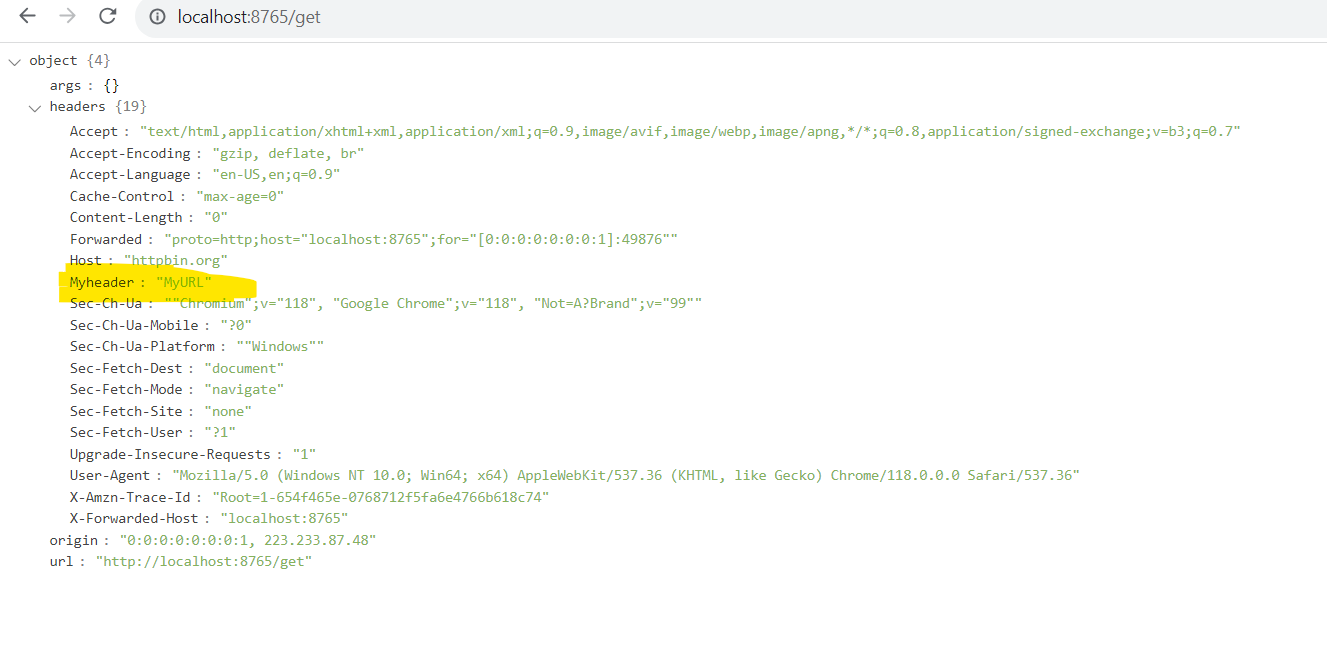 localhost:8765/get
object {4}
args : {}
headers {19}
Accept : "text/html,application/xhtml+xml,application/xml;q=0.9,image/avif,image/webp,image/apng,*/*;q=0.8,application/signed-exchange;v=b3;q=0.7"
Accept-Encoding : "gzip, deflate, br"
Accept-Language : "en-US,en;q=0.9"
Cache-Control : "max-age=0"
Content-Length : "0"
Forwarded : "proto=http;host="localhost:8765";for="[0:0:0:0:0:0:0:1]:49876""
Host : "httpbin.org"
Myheader : "MyURL"
Sec-Ch-Ua : ""Chromium";v="118", "Google Chrome";v="118", "Not=A?Brand";v="99""
Sec-Ch-Ua-Mobile : "?0"
Sec-Ch-Ua-Platform : ""Windows""
Sec-Fetch-Dest : "document"
Sec-Fetch-Mode : "navigate"
Sec-Fetch-Site : "none"
Sec-Fetch-User : "?1"
Upgrade-Insecure-Requests : "1"
User-Agent : "Mozilla/5.0 (Windows NT 10.0; Win64; x64) AppleWebKit/537.36 (KHTML, like Gecko) Chrome/118.0.0.0 Safari/537.36"
X-Amzn-Trace-Id : "Root=1-654f465e-0768712f5fa6e4766b618c74"
X-Forwarded-Host : "localhost:8765"
origin : "0:0:0:0:0:0:0:1, 223.233.87.48"
url : "http://localhost:8765/get"